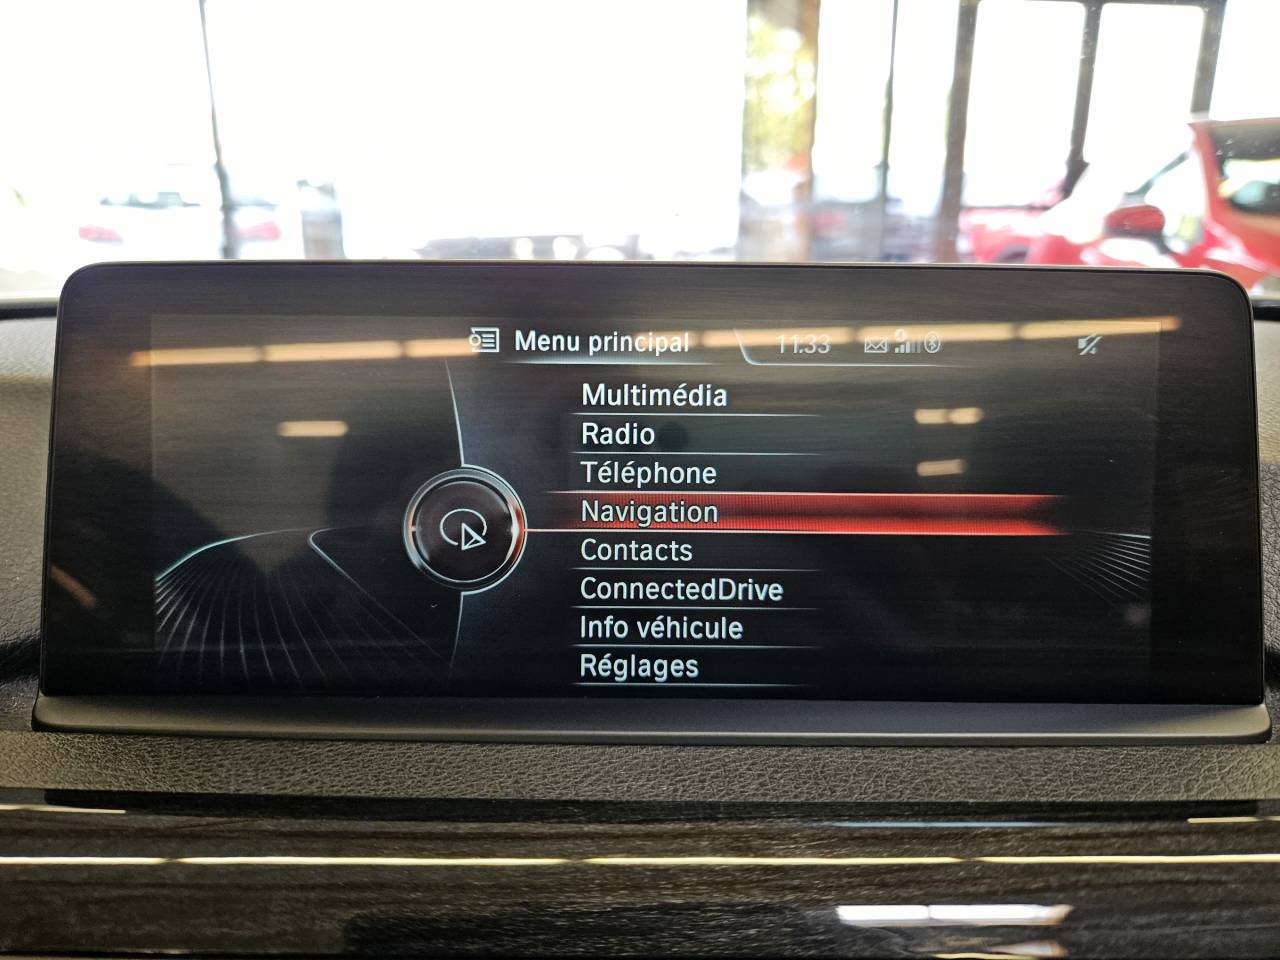 Menu principal 11:33
Multimédia
Radio
Téléphone
Navigation
Contacts
ConnectedDrive
Info véhicule
Réglages